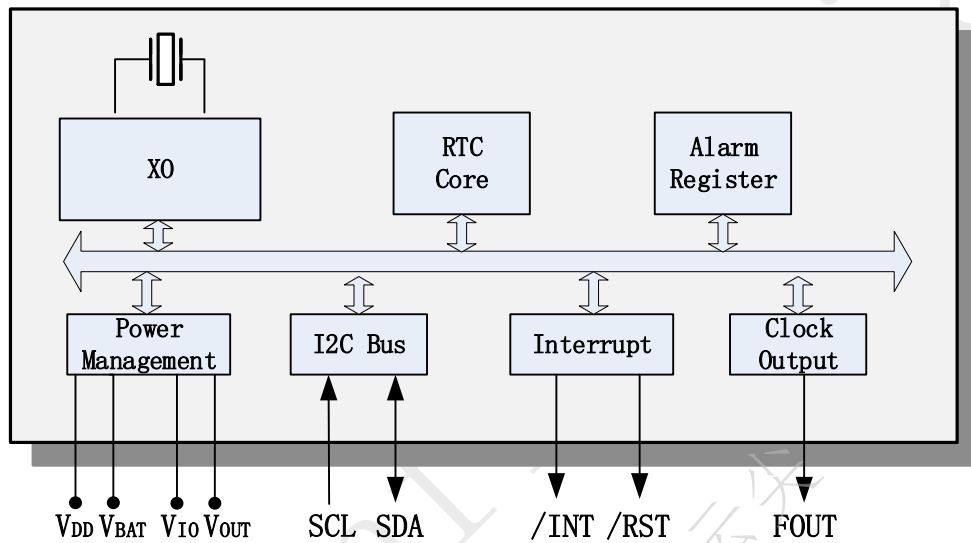 XO
RTC
Core
Alarm
Register
Power
Management
I2C Bus
Interrupt
Clock
Output
VDD VBAT VIO VOUT SCL SDA /INT /RST FOUT